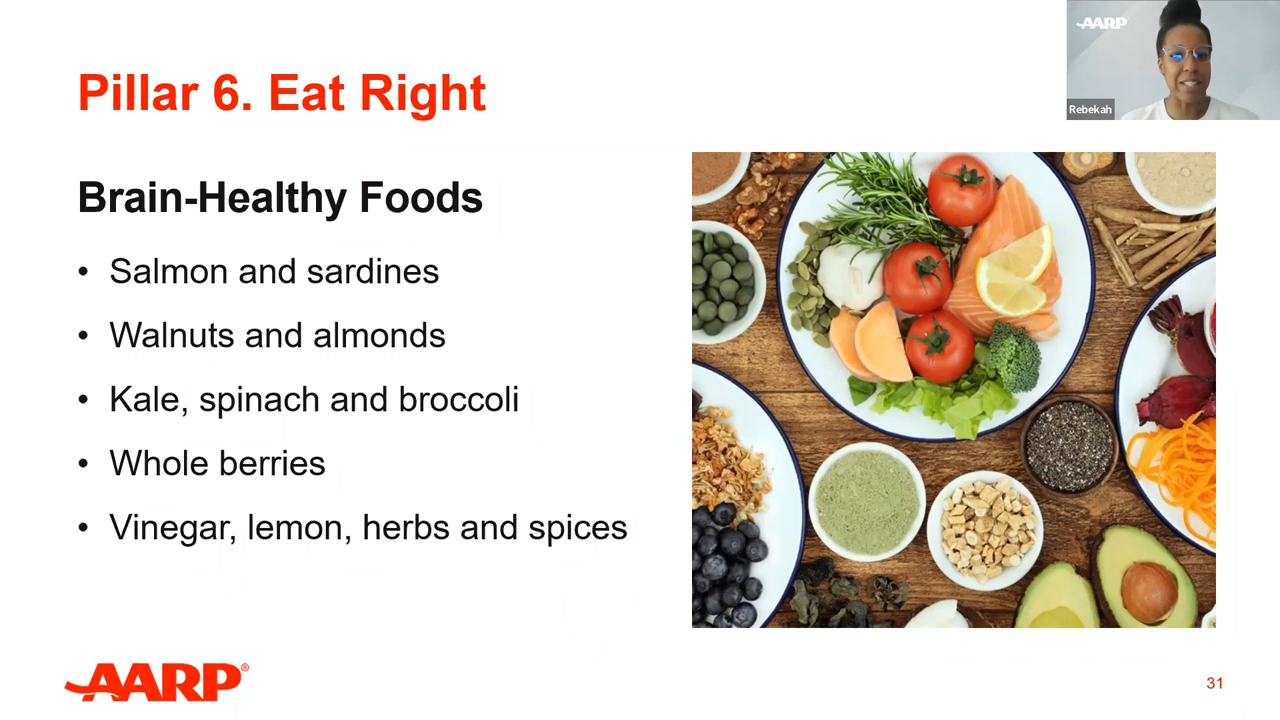 AARP
Rebekah
Pillar 6. Eat Right
Brain-Healthy Foods
• Salmon and sardines
• Walnuts and almonds
• Kale, spinach and broccoli
• Whole berries
• Vinegar, lemon, herbs and spices
AARP®
31